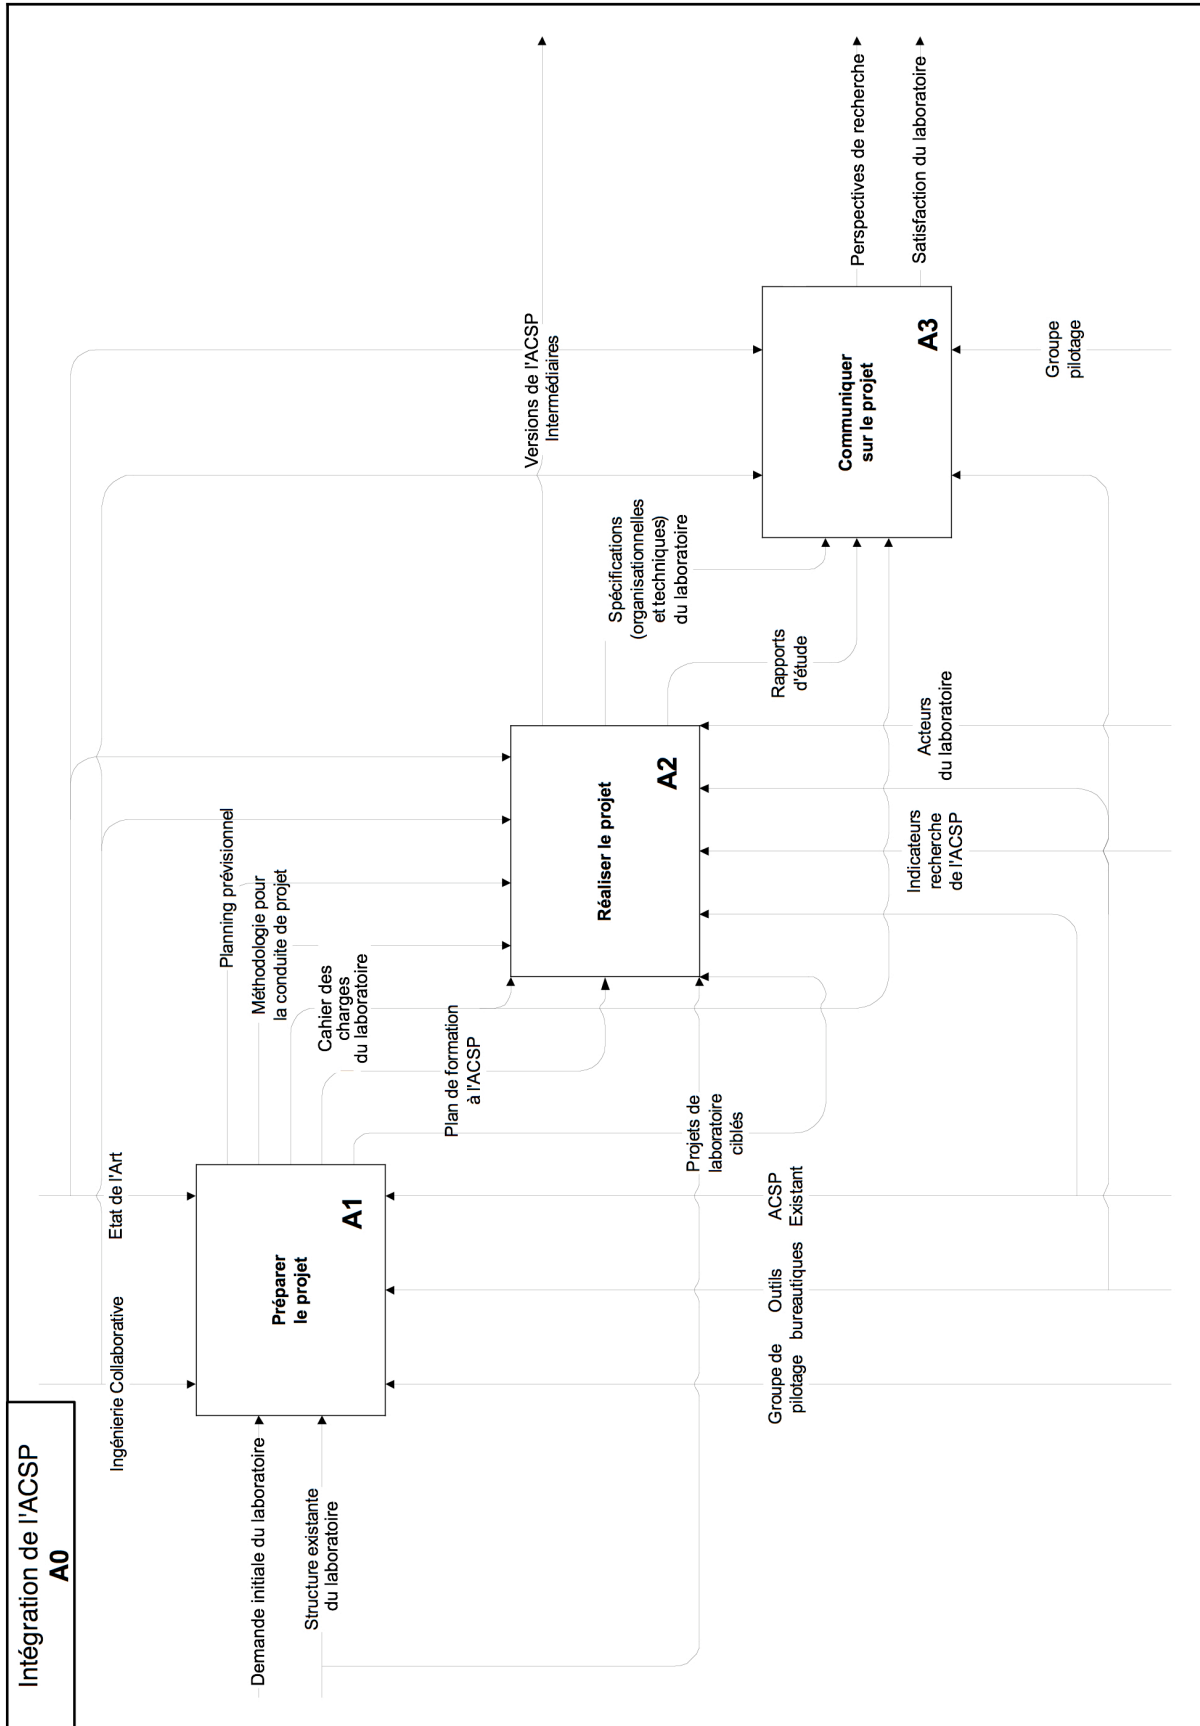 Intégration de l'ACSP
A0
Ingénierie Collaborative
Etat de l'Art
Demande initiale du laboratoire
Structure existante
du laboratoire
Préparer
le projet
A1
Planning prévisionnel
Méthodologie pour
la conduite de projet
Cahier des
charges
du laboratoire
Plan de formation
à l'ACSP
Projets de
laboratoire
ciblés
Groupe de
pilotage
Outils
bureautiques
ACSP
Existant
Réaliser le projet
A2
Indicateurs
recherche
de l'ACSP
Acteurs
du laboratoire
Versions de l'ACSP
Intermédiaires
Spécifications
(organisationnelles
et techniques)
du laboratoire
Rapports
d'étude
Communiquer
sur le projet
A3
Groupe
pilotage
Perspectives de recherche
Satisfaction du laboratoire